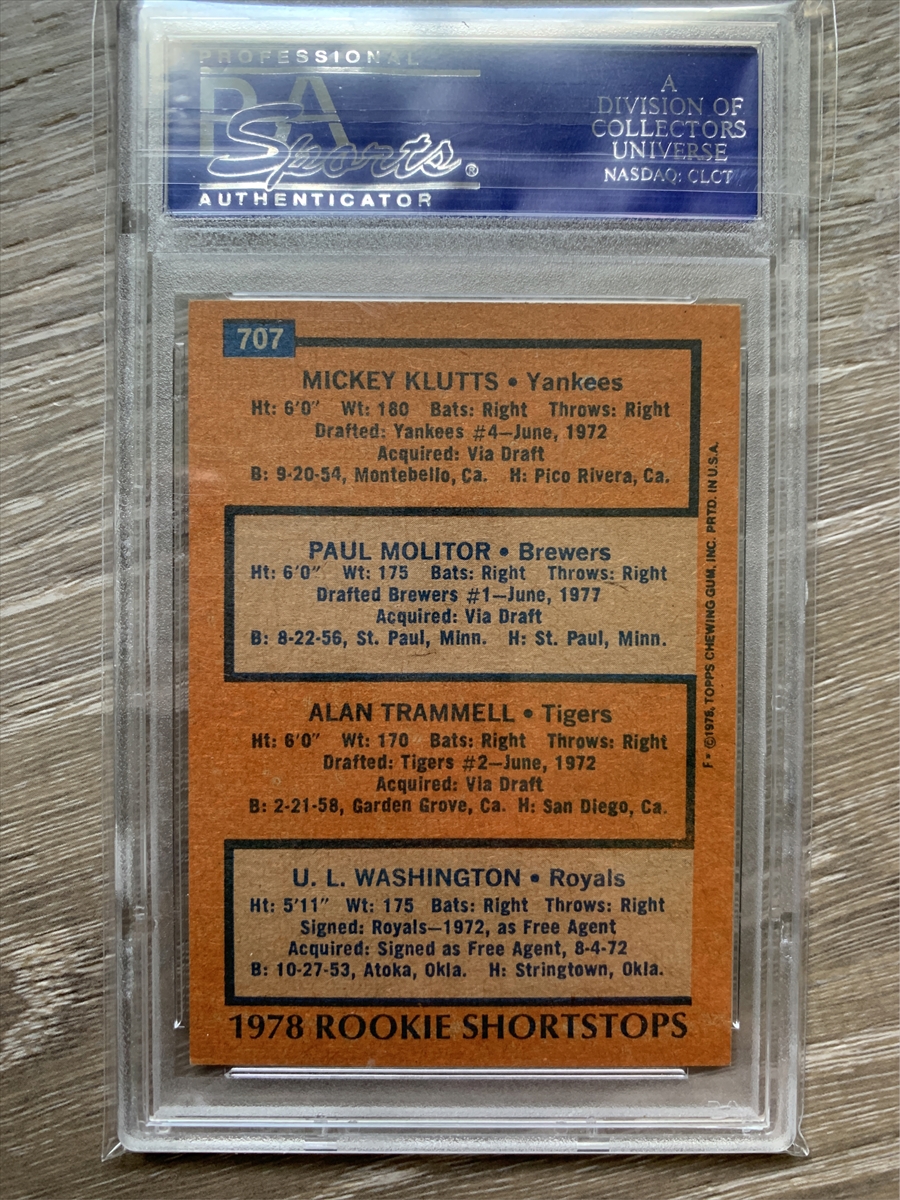 PROFESSIONAL
PSA
Sports®
AUTHENTICATOR
A
DIVISION OF
COLLECTORS
UNIVERSE
NASDAQ: CLCT
707
MICKEY KLUTTS • Yankees
Ht: 6'0" Wt: 180 Bats: Right Throws: Right
Drafted: Yankees #4—June, 1972
Acquired: Via Draft
B: 9-20-54, Montebello, Ca. H: Pico Rivera, Ca.
PAUL MOLITOR • Brewers
Ht: 6'0" Wt: 175 Bats: Right Throws: Right
Drafted Brewers #1—June, 1977
Acquired: Via Draft
B: 8-22-56, St. Paul, Minn. H: St. Paul, Minn.
ALAN TRAMMELL • Tigers
Ht: 6'0" Wt: 170 Bats: Right Throws: Right
Drafted: Tigers #2—June, 1972
Acquired: Via Draft
B: 2-21-58, Garden Grove, Ca. H: San Diego, Ca.
U. L. WASHINGTON • Royals
Ht: 5'11" Wt: 175 Bats: Right Throws: Right
Signed: Royals—1972, as Free Agent
Acquired: Signed as Free Agent, 8-4-72
B: 10-27-53, Atoka, Okla. H: Stringtown, Okla.
1978 ROOKIE SHORTSTOPS
F* ©1978, TOPPS CHEWING GUM, INC. PRTD. IN U.S.A.